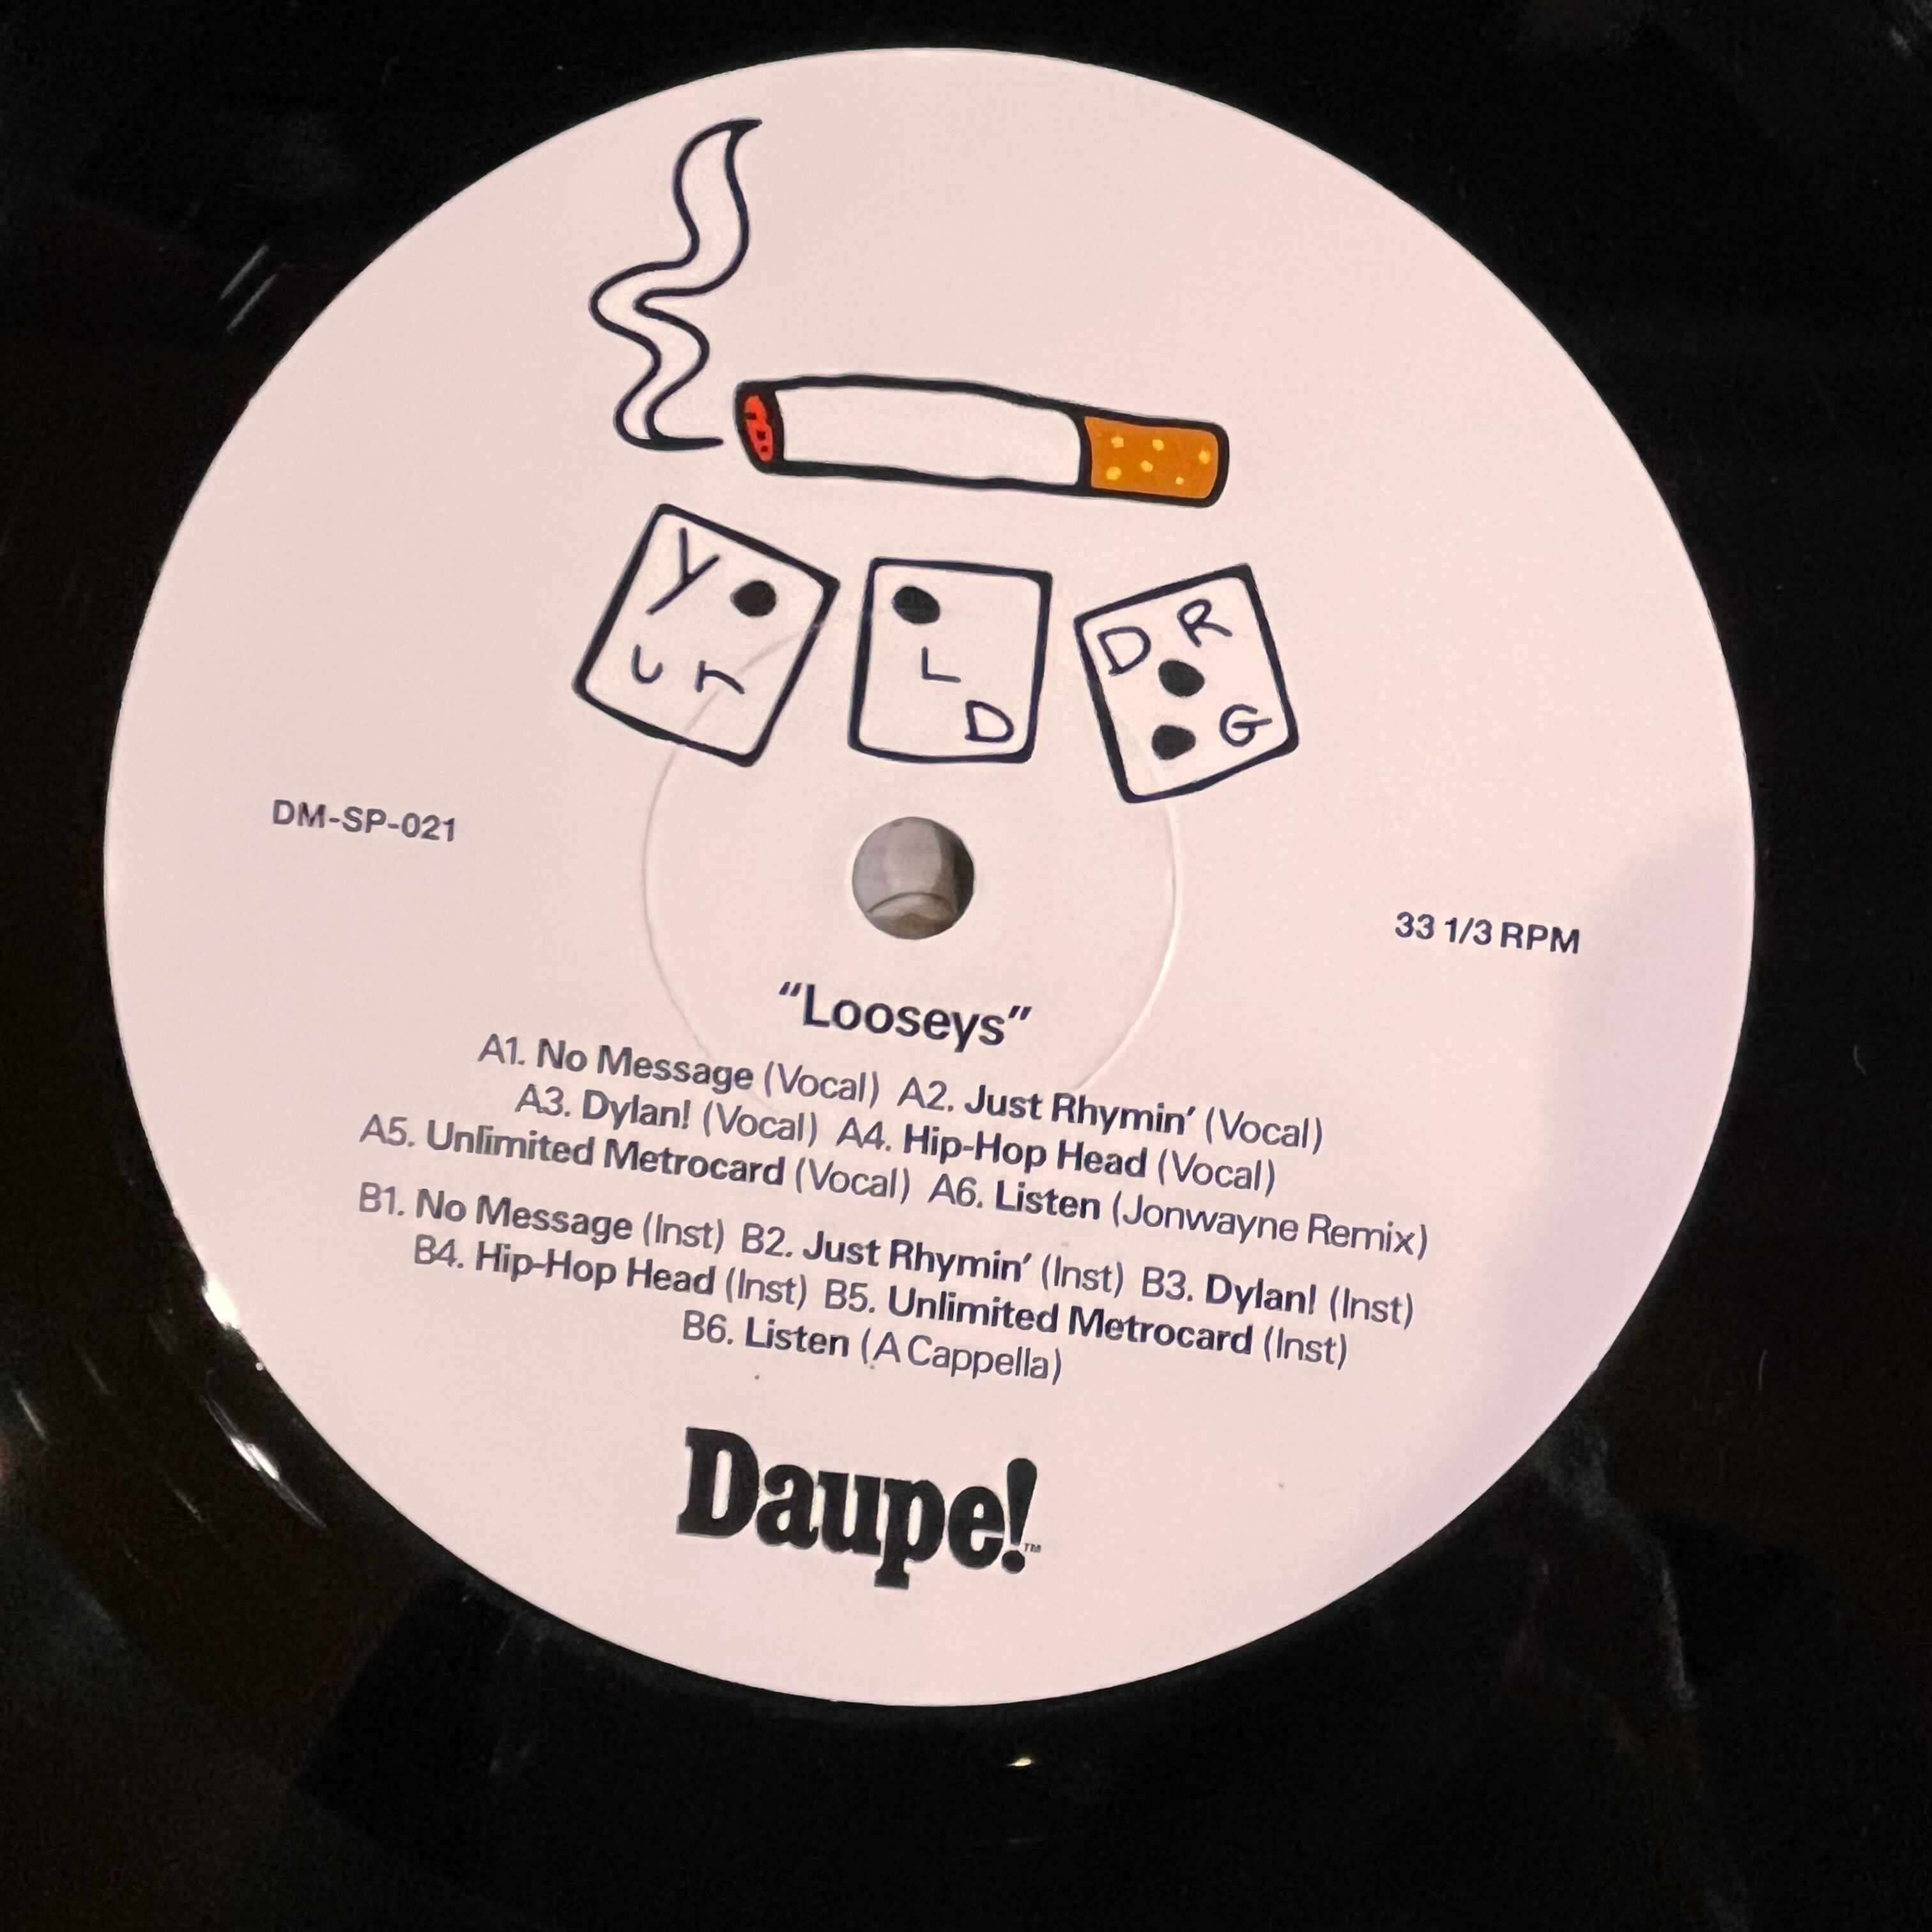 Y●ur ●LD DR●●G
DM-SP-021
33 1/3 RPM
“Looseys”
A1. No Message (Vocal) A2. Just Rhymin’ (Vocal)
A3. Dylan! (Vocal) A4. Hip-Hop Head (Vocal)
A5. Unlimited Metrocard (Vocal) A6. Listen (Jonwayne Remix)
B1. No Message (Inst) B2. Just Rhymin’ (Inst) B3. Dylan! (Inst)
B4. Hip-Hop Head (Inst) B5. Unlimited Metrocard (Inst)
B6. Listen (A Cappella)
Daupe!™